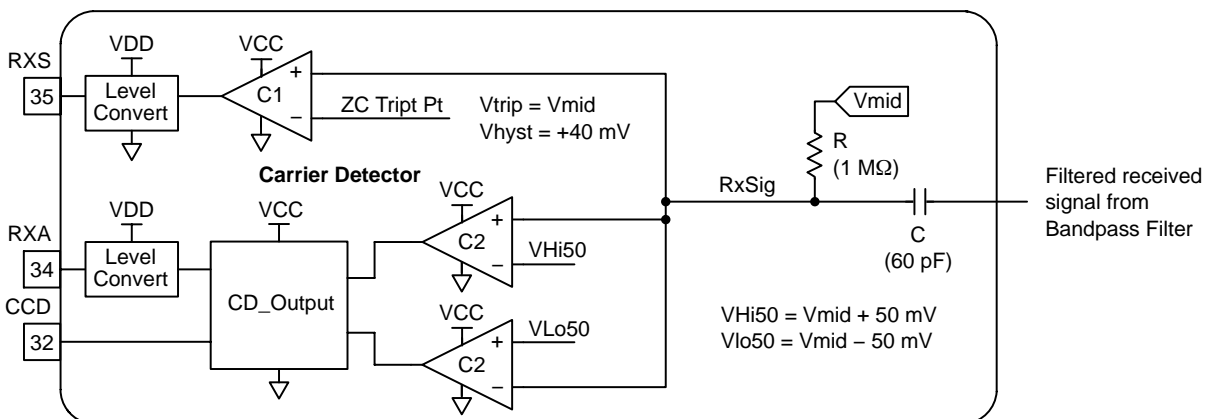 RXS
35
VDD
Level
Convert
VCC
C1
+
−
ZC Tript Pt
Vtrip = Vmid
Vhyst = +40 mV
Vmid
R
(1 MΩ)
Carrier Detector
RxSig
C
(60 pF)
Filtered received
signal from
Bandpass Filter
RXA
34
VDD
Level
Convert
CCD
32
VCC
CD_Output
VCC
C2
+
−
VHi50
VCC
C2
+
−
VLo50
VHi50 = Vmid + 50 mV
Vlo50 = Vmid − 50 mV